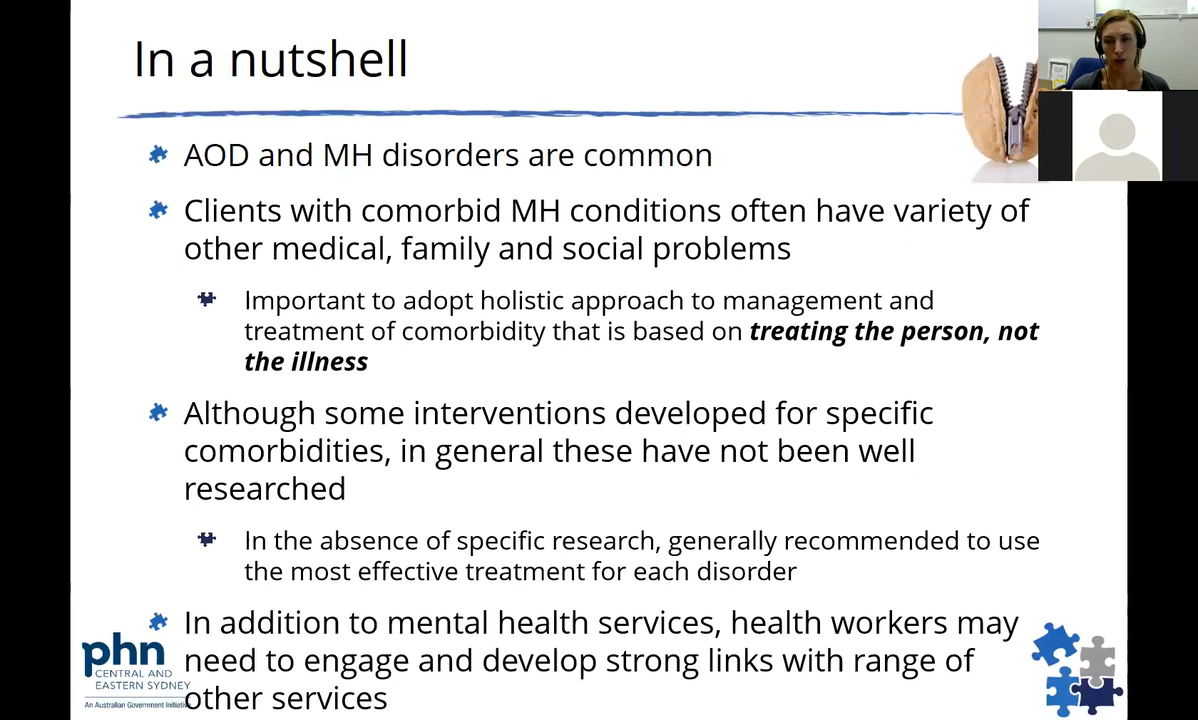 In a nutshell
AOD and MH disorders are common
Clients with comorbid MH conditions often have variety of
other medical, family and social problems
Important to adopt holistic approach to management and
treatment of comorbidity that is based on treating the person, not
the illness
Although some interventions developed for specific
comorbidities, in general these have not been well
researched
In the absence of specific research, generally recommended to use
the most effective treatment for each disorder
In addition to mental health services, health workers may
need to engage and develop strong links with range of
other services
phn
CENTRAL AND
EASTERN SYDNEY
An Australian Government Initiative